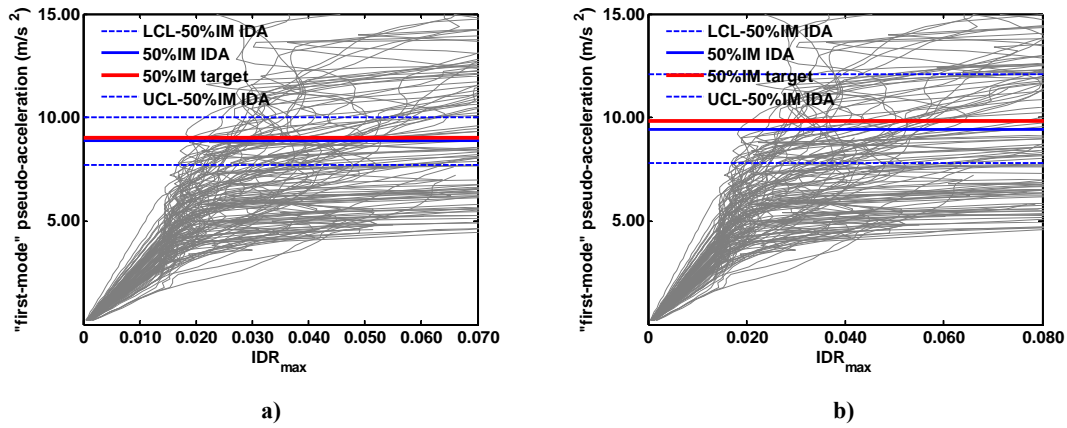 15.00
LCL-50%IM IDA
50%IM IDA
50%IM target
UCL-50%IM IDA
10.00
5.00
"first-mode" pseudo-acceleration (m/s 2)
0 0.010 0.020 0.030 0.040 0.050 0.060 0.070
IDRmax
a)
15.00
LCL-50%IM IDA
50%IM IDA
50%IM target
UCL-50%IM IDA
10.00
5.00
"first-mode" pseudo-acceleration (m/s 2)
0 0.020 0.040 0.060 0.080
IDRmax
b)